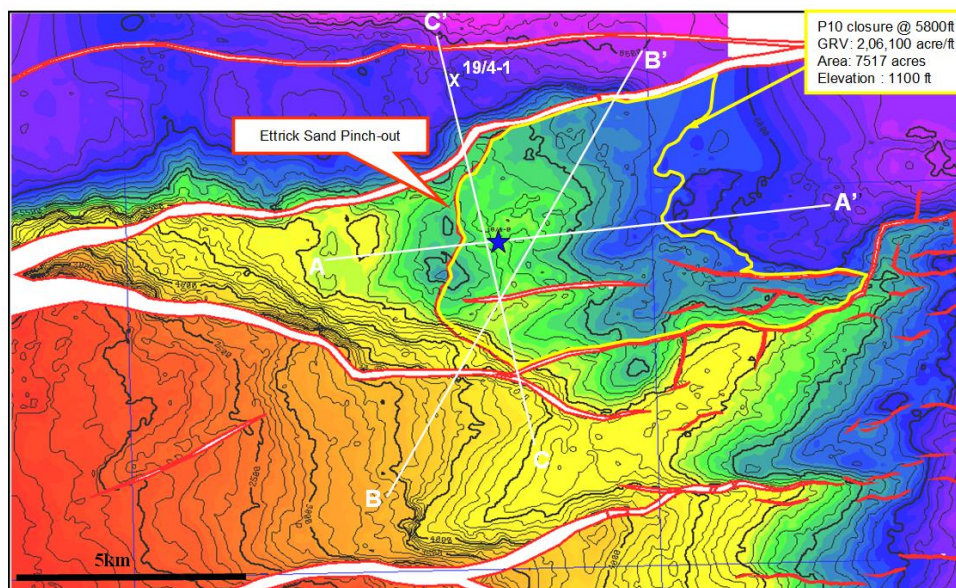 C'
P10 closure @ 5800ft
GRV: 2,06,100 acre/ft
Area: 7517 acres
Elevation : 1100 ft
B'
19/4-1
X
Ettrick Sand Pinch-out
A'
A
C
B
5km